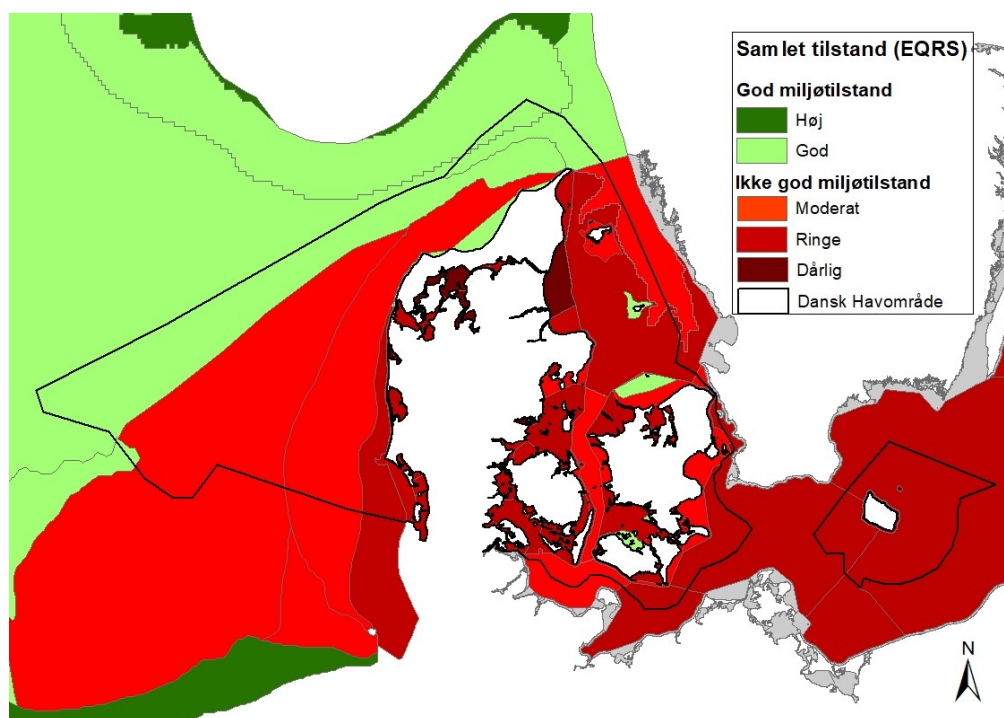 Samlet tilstand (EQRS)
God miljøtilstand
Høj
God
Ikke god miljøtilstand
Moderat
Ringe
Dårlig
Dansk Havområde
N